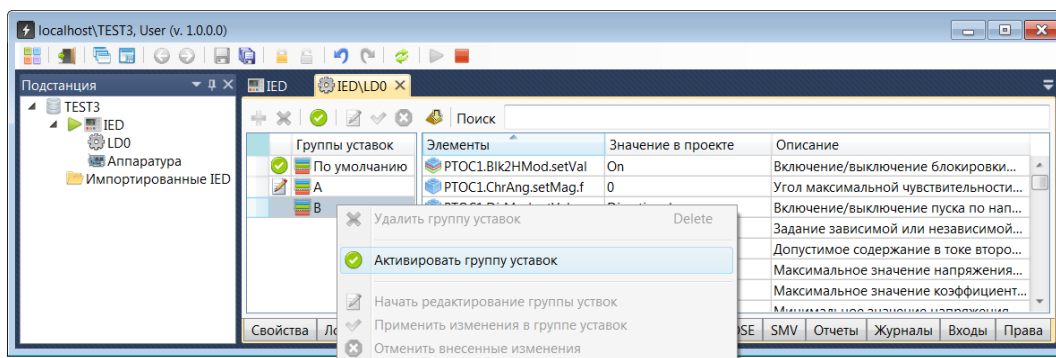 localhost\TEST3, User (v. 1.0.0.0)
Подстанция
IED
IED\LD0
TEST3
IED
LD0
Аппаратура
Импортированные IED
Поиск
Группы уставок
Элементы
Значение в проекте
Описание
По умолчанию
PTOC1.Blk2HMod.setVal
On
Включение/выключение блокировки...
A
PTOC1.ChrAng.setMag.f
0
Угол максимальной чувствительности...
B
Включение/выключение пуска по нап...
Удалить группу уставок
Delete
Задание зависимой или независимой...
Допустимое содержание в токе второ...
Активировать группу уставок
Максимальное значение напряжения...
Максимальное значение коэффициент...
Начать редактирование группы уствок
Минимальное значение напряжения
Применить изменения в группе уставок
Отменить внесенные изменения
Свойства
SMV
Отчеты
Журналы
Входы
Права